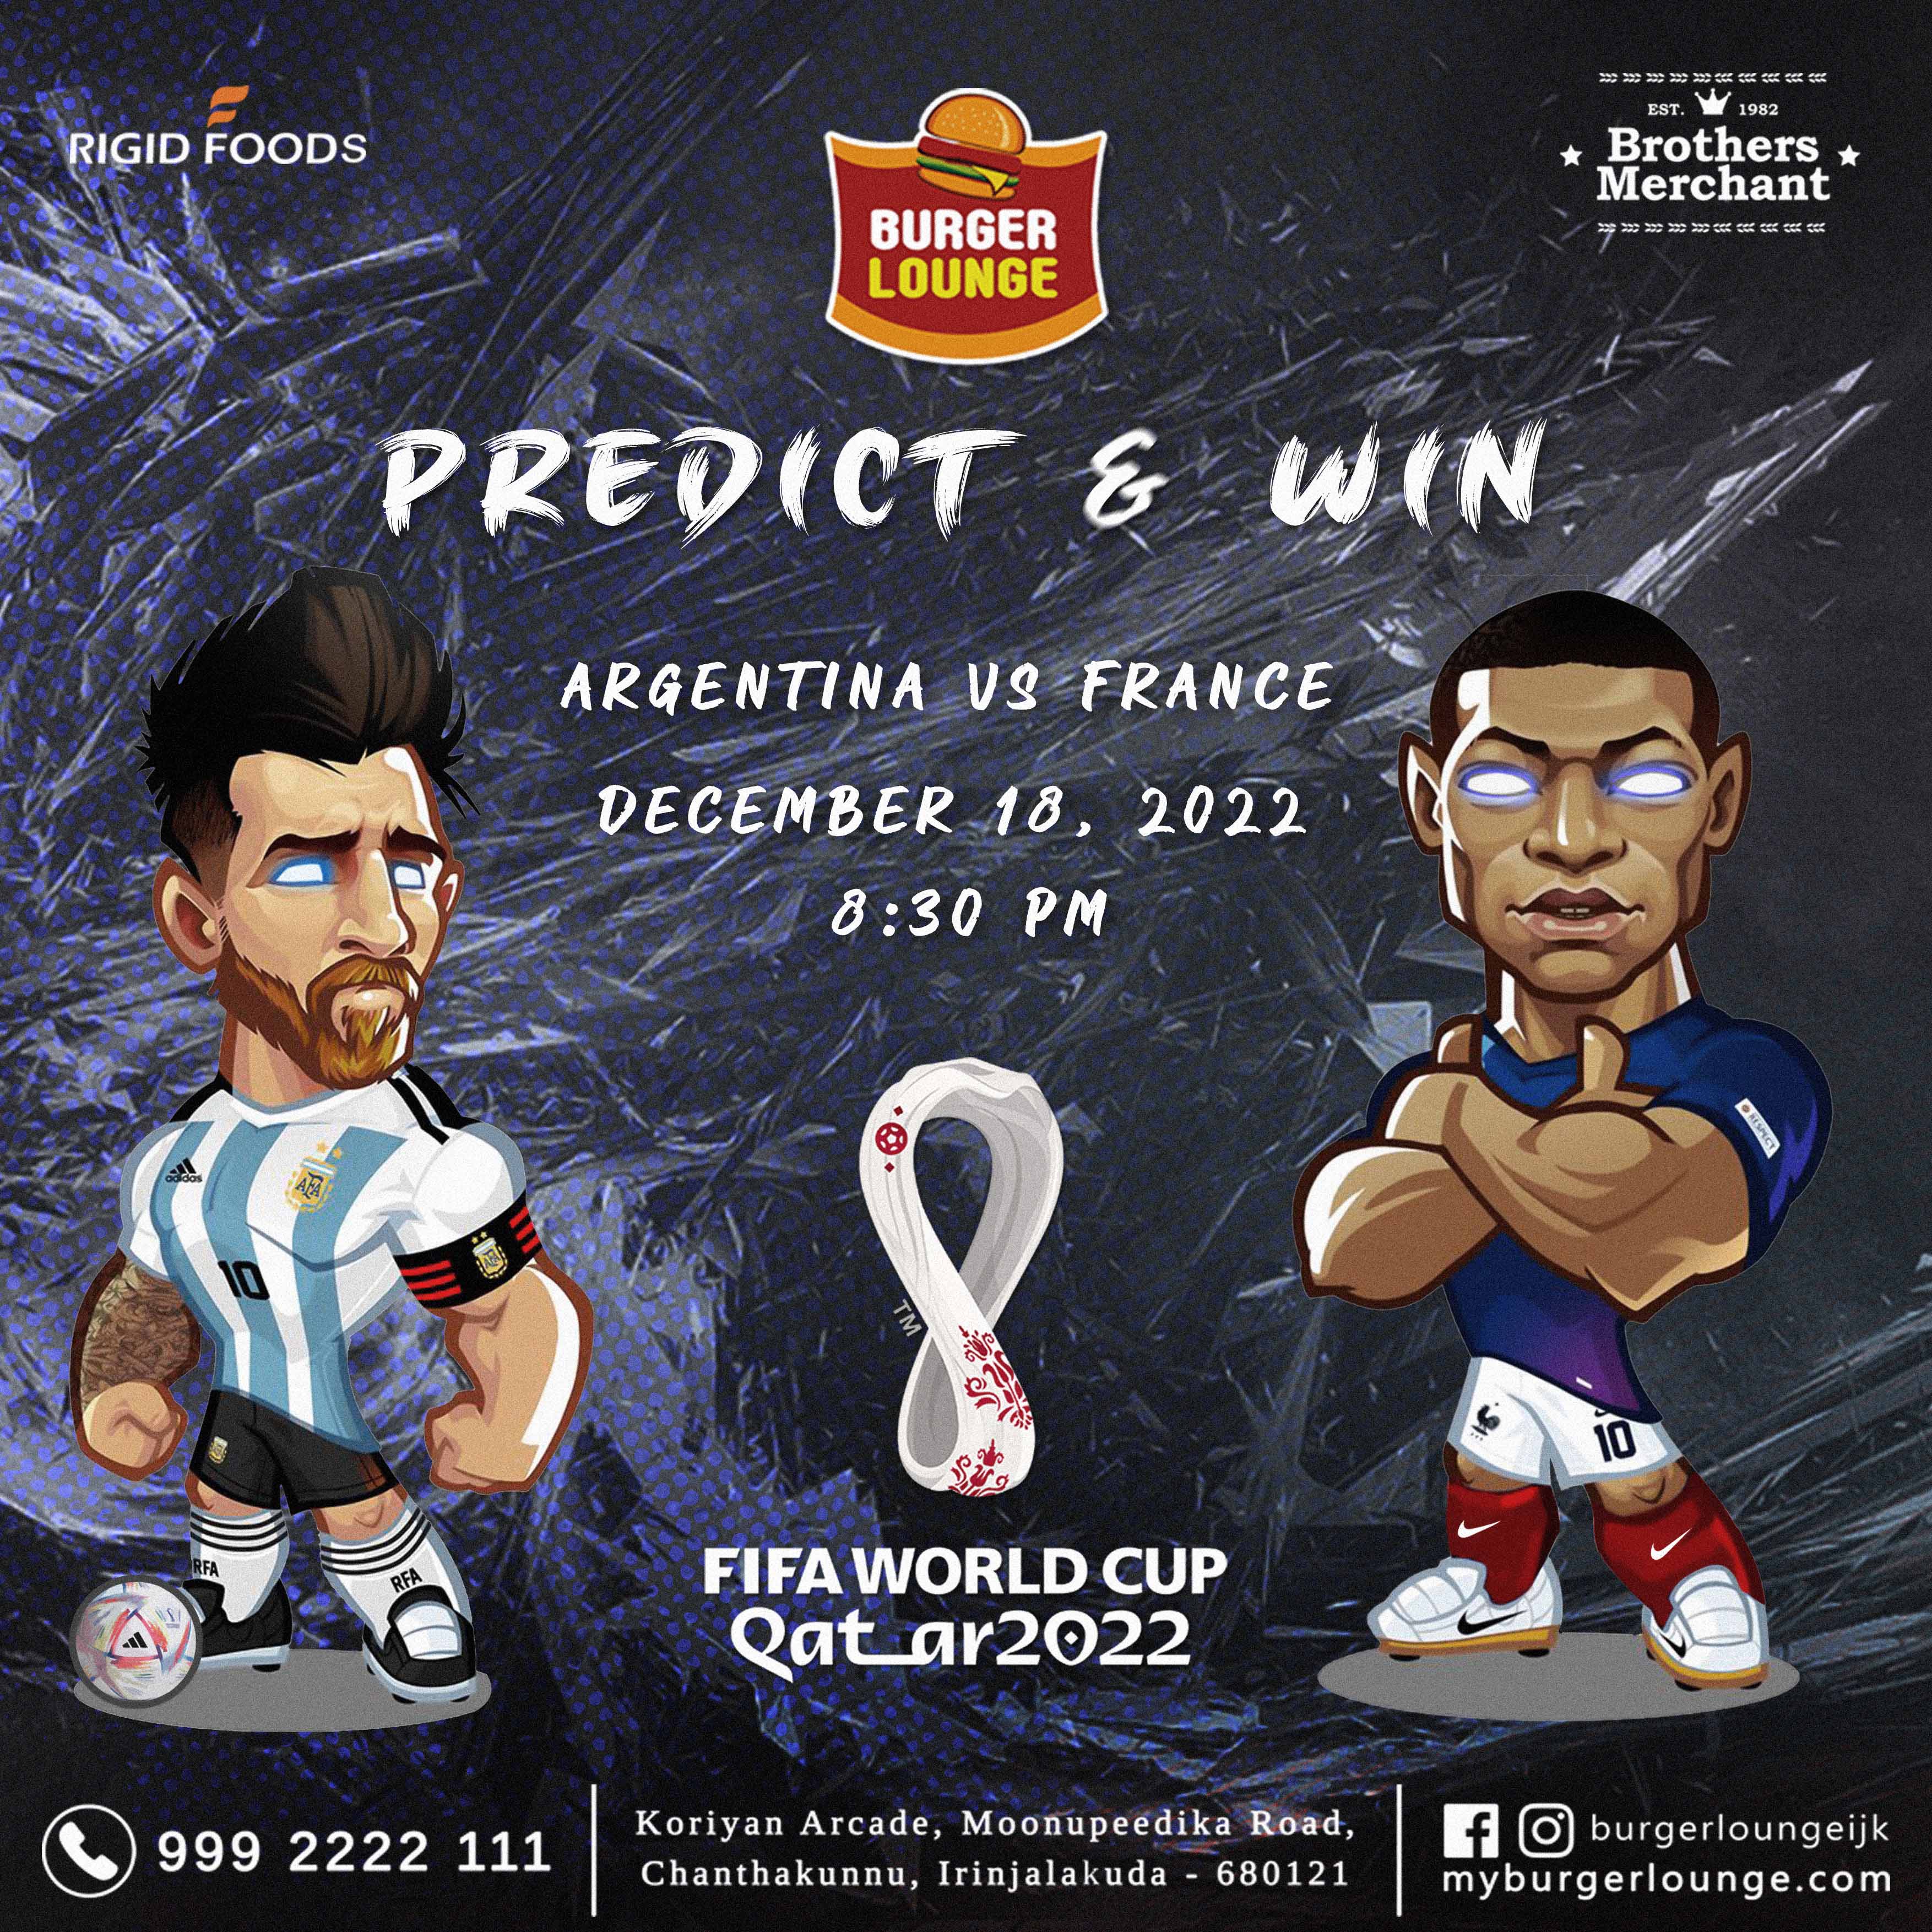 RIGID FOODS
BURGER
LOUNGE
EST. 1982
Brothers
Merchant
PREDICT & WIN
ARGENTINA VS FRANCE
DECEMBER 18, 2022
8:30 PM
adidas
AFA
10
RESPECT
10
RFA
RFA
TM
FIFA WORLD CUP
Qatar2022
999 2222 111
Koriyan Arcade, Moonupeedika Road,
Chanthakunnu, Irinjalakuda - 680121
burgerloungeijk
myburgerlounge.com